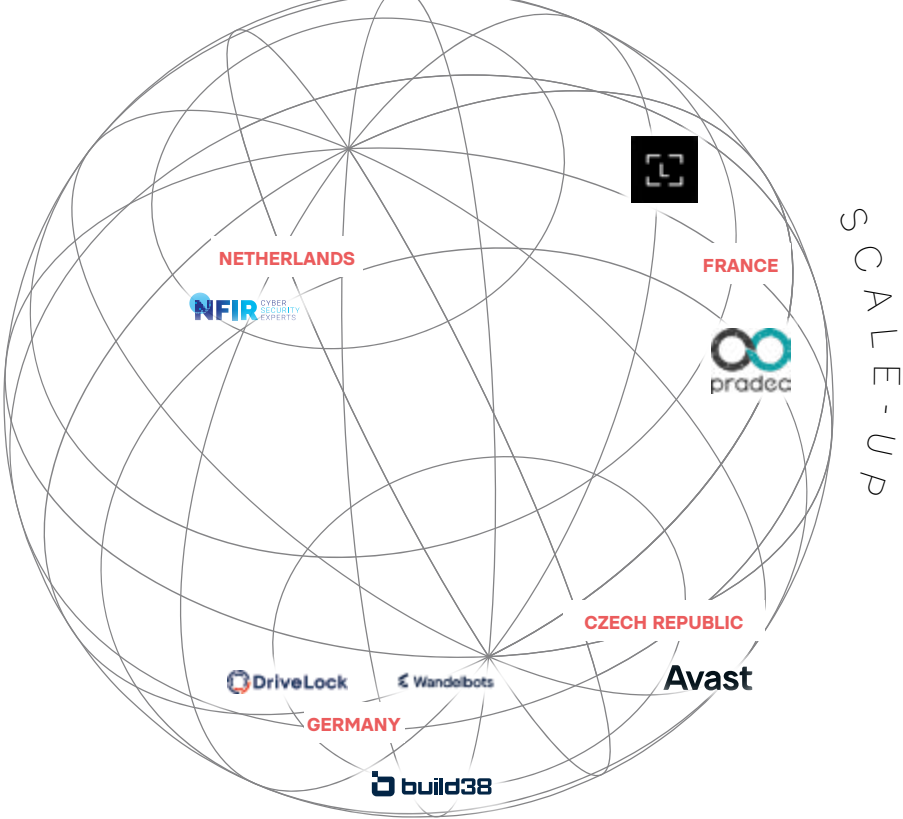 NETHERLANDS
NFIR CYBER SECURITY EXPERTS
L
FRANCE
pradeo
SCALE-UP
CZECH REPUBLIC
Avast
DriveLock
Wandelbots
GERMANY
build38